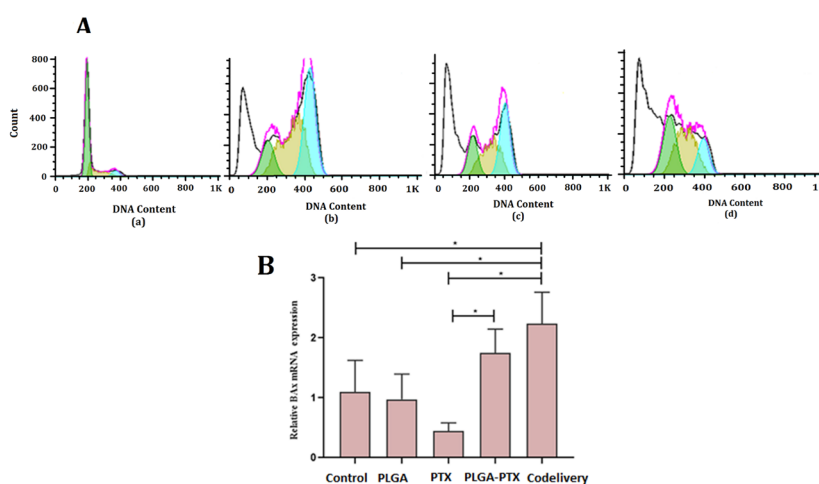 A
800
600
400
200
0
Count
0 200 400 600 800 1K
DNA Content
(a)
0 200 400 600 800 1K
DNA Content
(b)
0 200 400 600 800 1K
DNA Content
(c)
0 200 400 600 800
DNA Content
(d)
B
* 
*
*
*
3
2
1
0
Relative BAx mRNA expression
Control PLGA PTX PLGA-PTX Codelivery